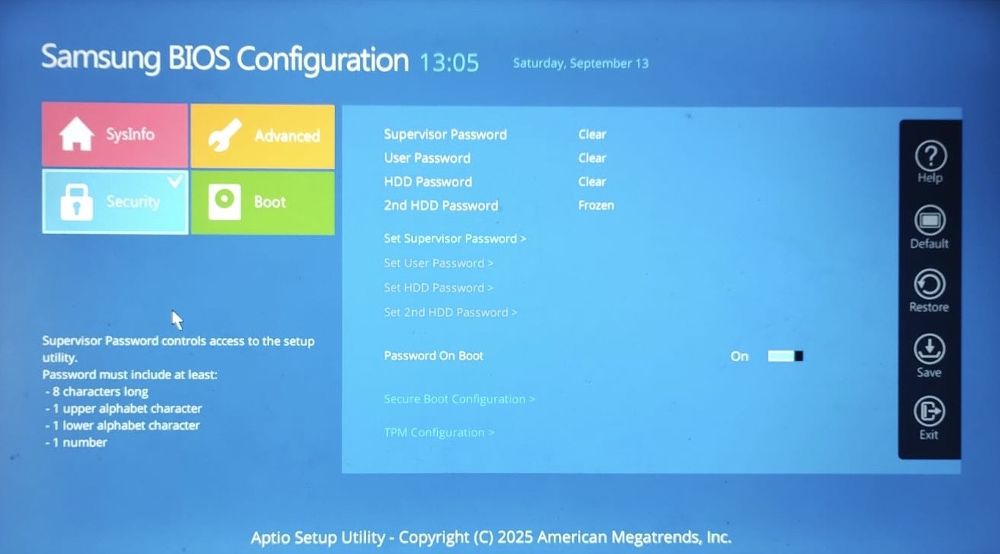 Samsung BIOS Configuration 13:05 Saturday, September 13
SysInfo
Advanced
Security
Boot
Supervisor Password Clear
User Password Clear
HDD Password Clear
2nd HDD Password Frozen
Set Supervisor Password >
Set User Password >
Set HDD Password >
Set 2nd HDD Password >
Password On Boot On
Secure Boot Configuration >
TPM Configuration >
Supervisor Password controls access to the setup
utility.
Password must include at least:
- 8 characters long
- 1 upper alphabet character
- 1 lower alphabet character
- 1 number
Help
Default
Restore
Save
Exit
Aptio Setup Utility - Copyright (C) 2025 American Megatrends, Inc.